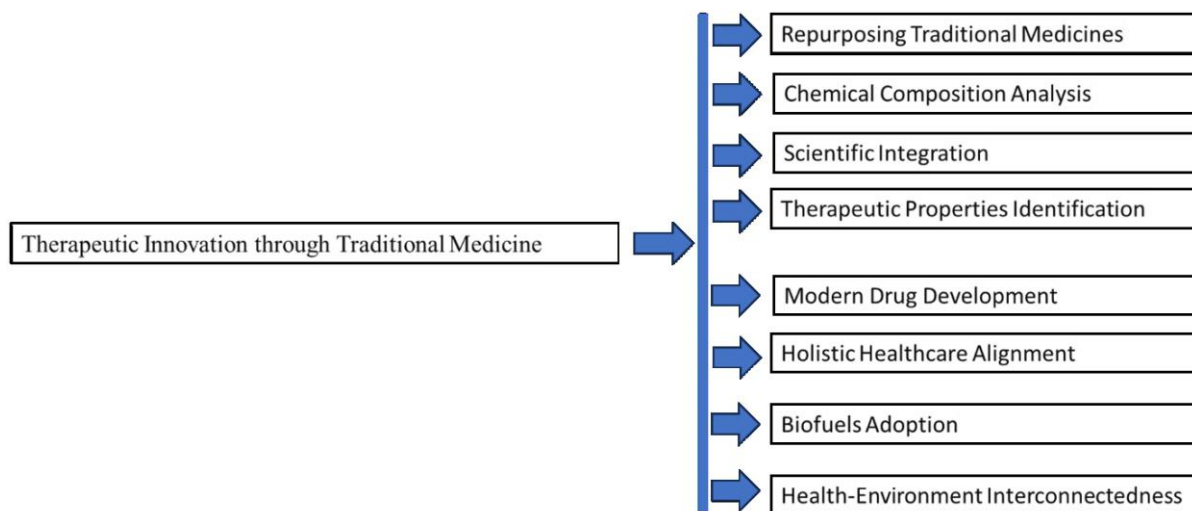 Therapeutic Innovation through Traditional Medicine
Repurposing Traditional Medicines
Chemical Composition Analysis
Scientific Integration
Therapeutic Properties Identification
Modern Drug Development
Holistic Healthcare Alignment
Biofuels Adoption
Health-Environment Interconnectedness